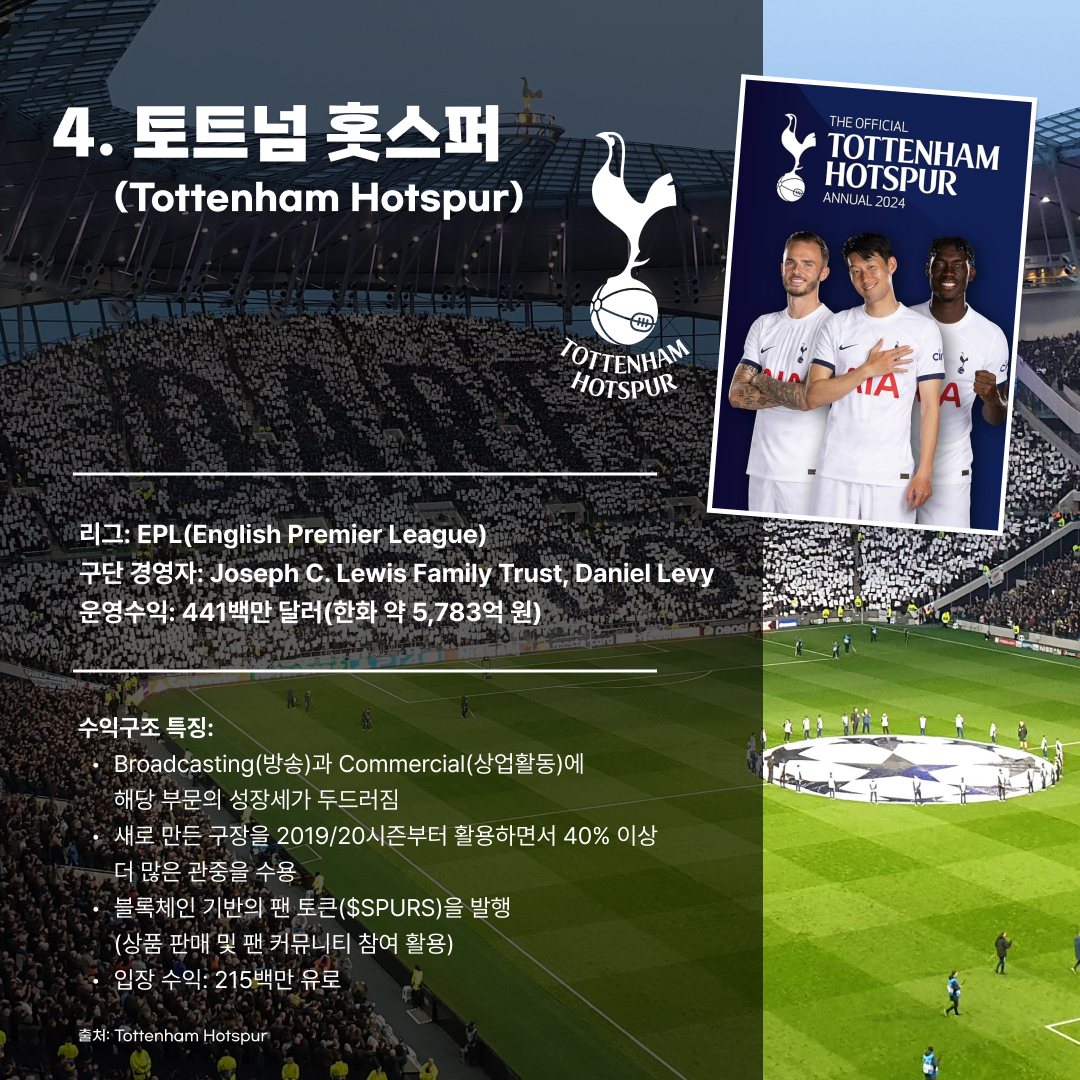 4. 토트넘 홋스퍼
(Tottenham Hotspur)
TOTTENHAM
HOTSPUR
THE OFFICIAL
TOTTENHAM
HOTSPUR
ANNUAL 2024
AIA
리그: EPL(English Premier League)
구단 경영자: Joseph C. Lewis Family Trust, Daniel Levy
운영수익: 441백만 달러(한화 약 5,783억 원)
수익구조 특징:
• Broadcasting(방송)과 Commercial(상업활동)에
해당 부문의 성장세가 두드러짐
• 새로 만든 구장을 2019/20시즌부터 활용하면서 40% 이상
더 많은 관중을 수용
• 블록체인 기반의 팬 토큰($SPURS)을 발행
(상품 판매 및 팬 커뮤니티 참여 활용)
• 입장 수익: 215백만 유로
출처: Tottenham Hotspur